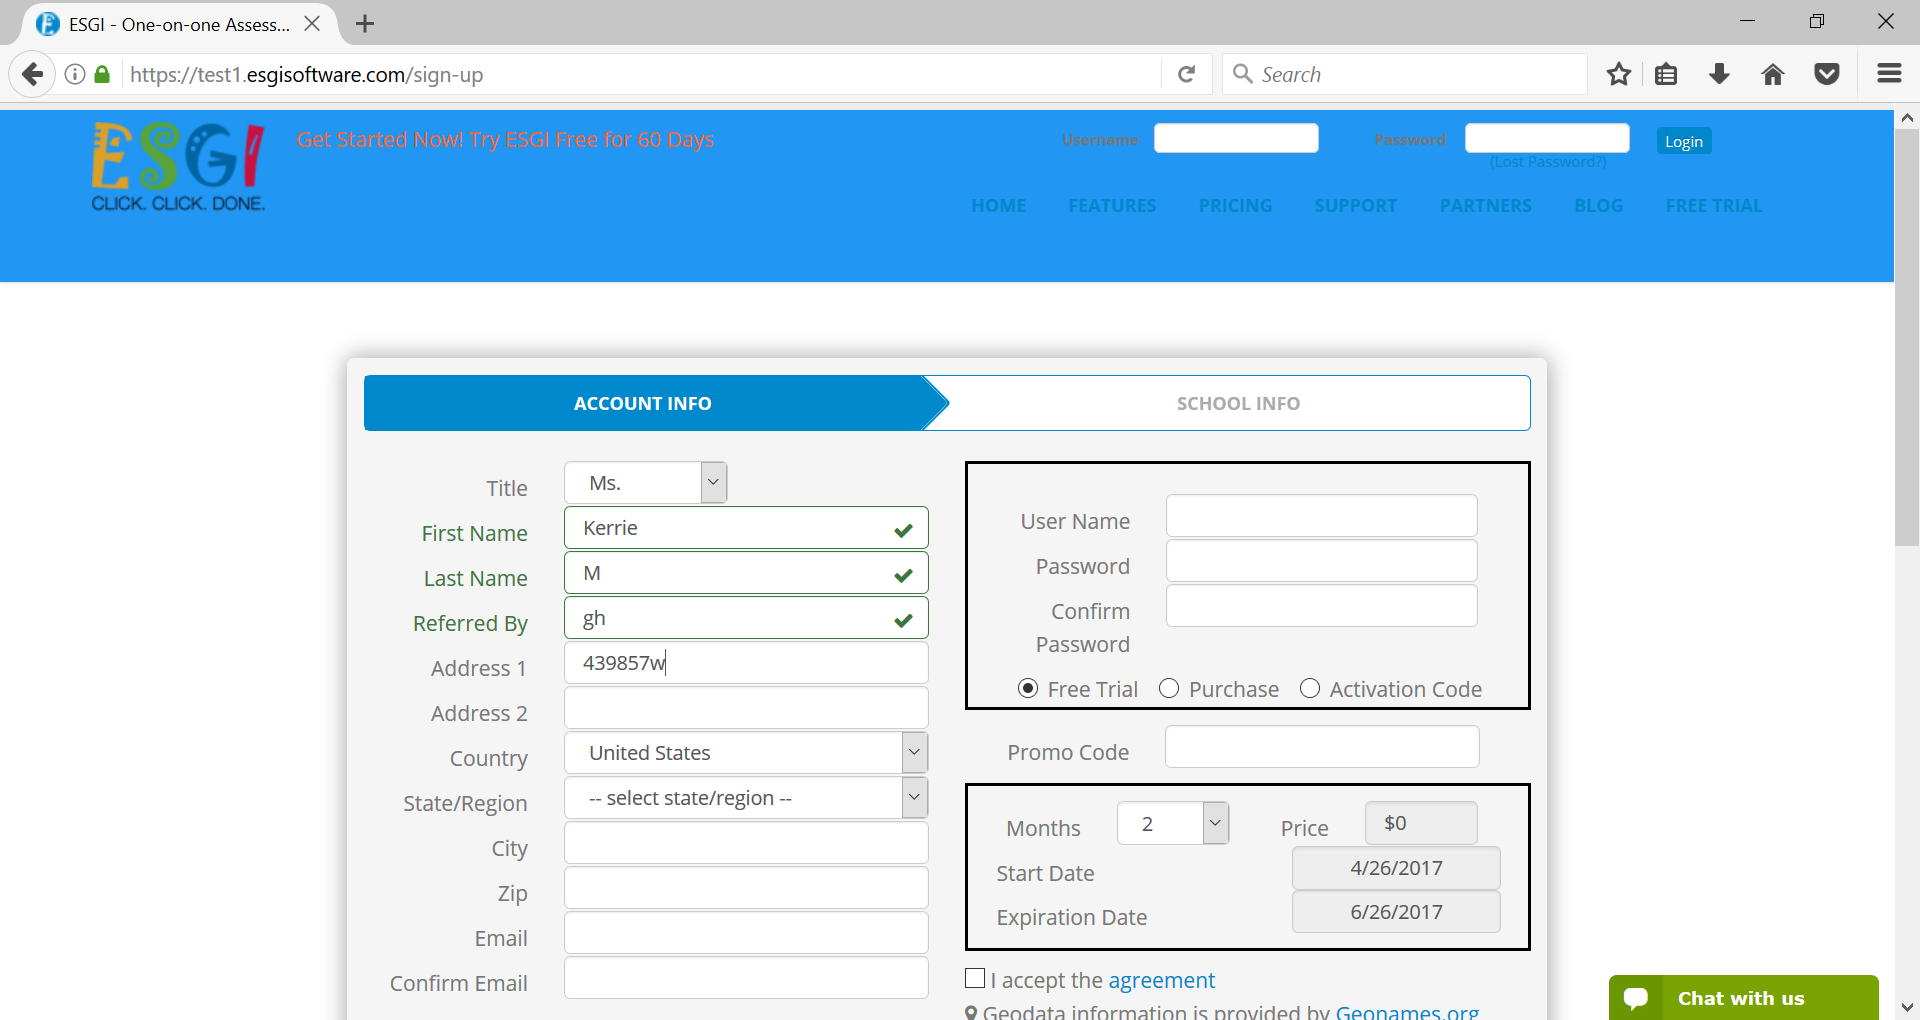 ESGI - One-on-one Assess...
https://test1.esgisoftware.com/sign-up
Search
ESGI
CLICK. CLICK. DONE.
Get Started Now! Try ESGI Free for 60 Days
Username
Password
Login
(Lost Password?)
HOME FEATURES PRICING SUPPORT PARTNERS BLOG FREE TRIAL
ACCOUNT INFO
SCHOOL INFO
Title Ms.
First Name Kerrie
Last Name M
Referred By gh
Address 1 439857w
Address 2
Country United States
State/Region -- select state/region --
City
Zip
Email
Confirm Email
User Name
Password
Confirm
Password
Free Trial Purchase Activation Code
Promo Code
Months 2 Price $0
Start Date 4/26/2017
Expiration Date 6/26/2017
I accept the agreement
Geodata information is provided by Geonames.org
Chat with us